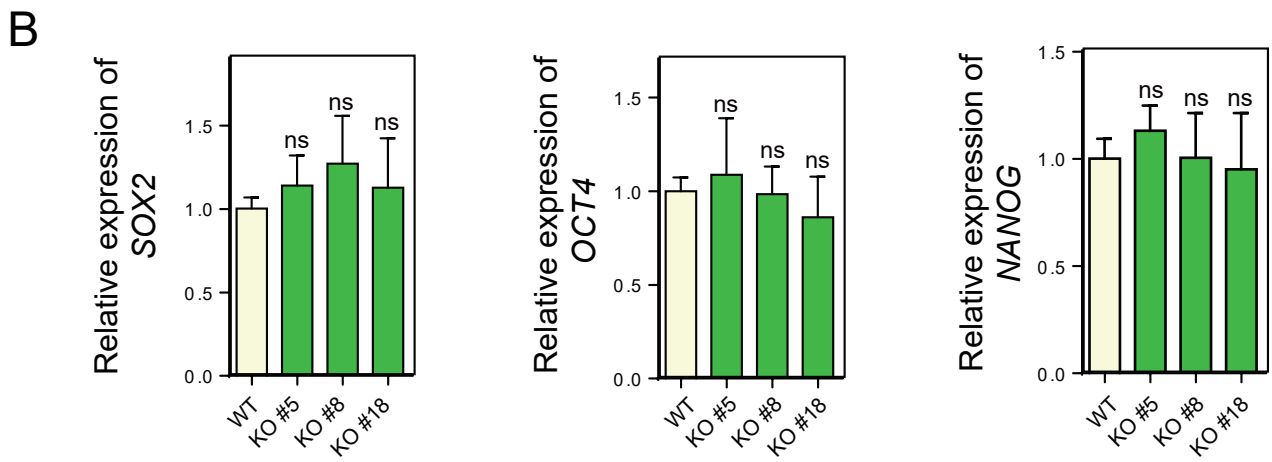 B
Relative expression of
SOX2
1.5
1.0
0.5
0.0
ns
ns
ns
WT
KO #5
KO #8
KO #18
Relative expression of
OCT4
1.5
1.0
0.5
0.0
ns
ns
ns
WT
KO #5
KO #8
KO #18
Relative expression of
NANOG
1.5
1.0
0.5
0.0
ns
ns
ns
WT
KO #5
KO #8
KO #18